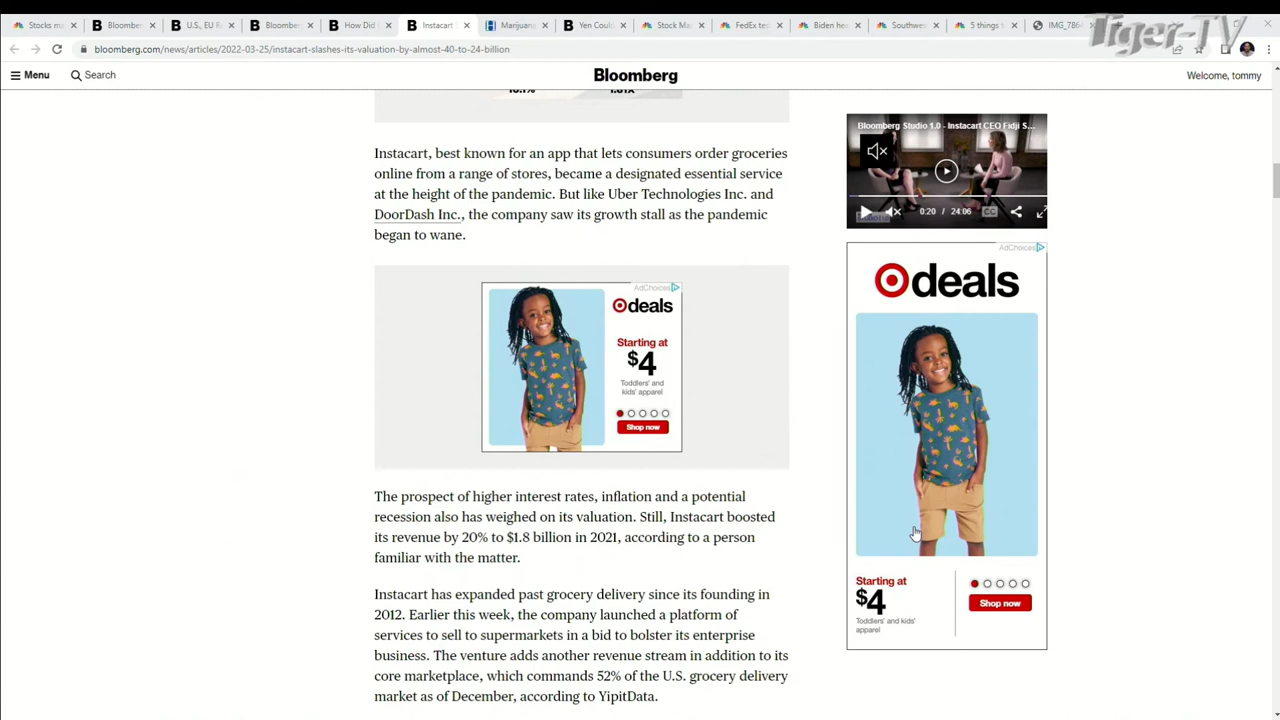 Stocks ma
Bloomber
U.S., EU R
Bloomber
How Did
Instacart S
Marijuana
Yen Could
Stock Ma
FedEx te
Biden hea
Southwes
5 things t
IMG_7864
Tiger-TV
bloomberg.com/news/articles/2022-03-25/instacart-slashes-its-valuation-by-almost-40-to-24-billion
Menu
Search
Bloomberg
Welcome, tommy
Instacart, best known for an app that lets consumers order groceries
online from a range of stores, became a designated essential service
at the height of the pandemic. But like Uber Technologies Inc. and
DoorDash Inc., the company saw its growth stall as the pandemic
began to wane.
AdChoices
deals
Starting at
$4
Toddlers' and
kids' apparel
Shop now
The prospect of higher interest rates, inflation and a potential
recession also has weighed on its valuation. Still, Instacart boosted
its revenue by 20% to $1.8 billion in 2021, according to a person
familiar with the matter.
Instacart has expanded past grocery delivery since its founding in
2012. Earlier this week, the company launched a platform of
services to sell to supermarkets in a bid to bolster its enterprise
business. The venture adds another revenue stream in addition to its
core marketplace, which commands 52% of the U.S. grocery delivery
market as of December, according to YipitData.
Bloomberg Studio 1.0 - Instacart CEO Fidji S...
0:20 / 24:06
CC
AdChoices
deals
Starting at
$4
Toddlers' and kids'
apparel
Shop now